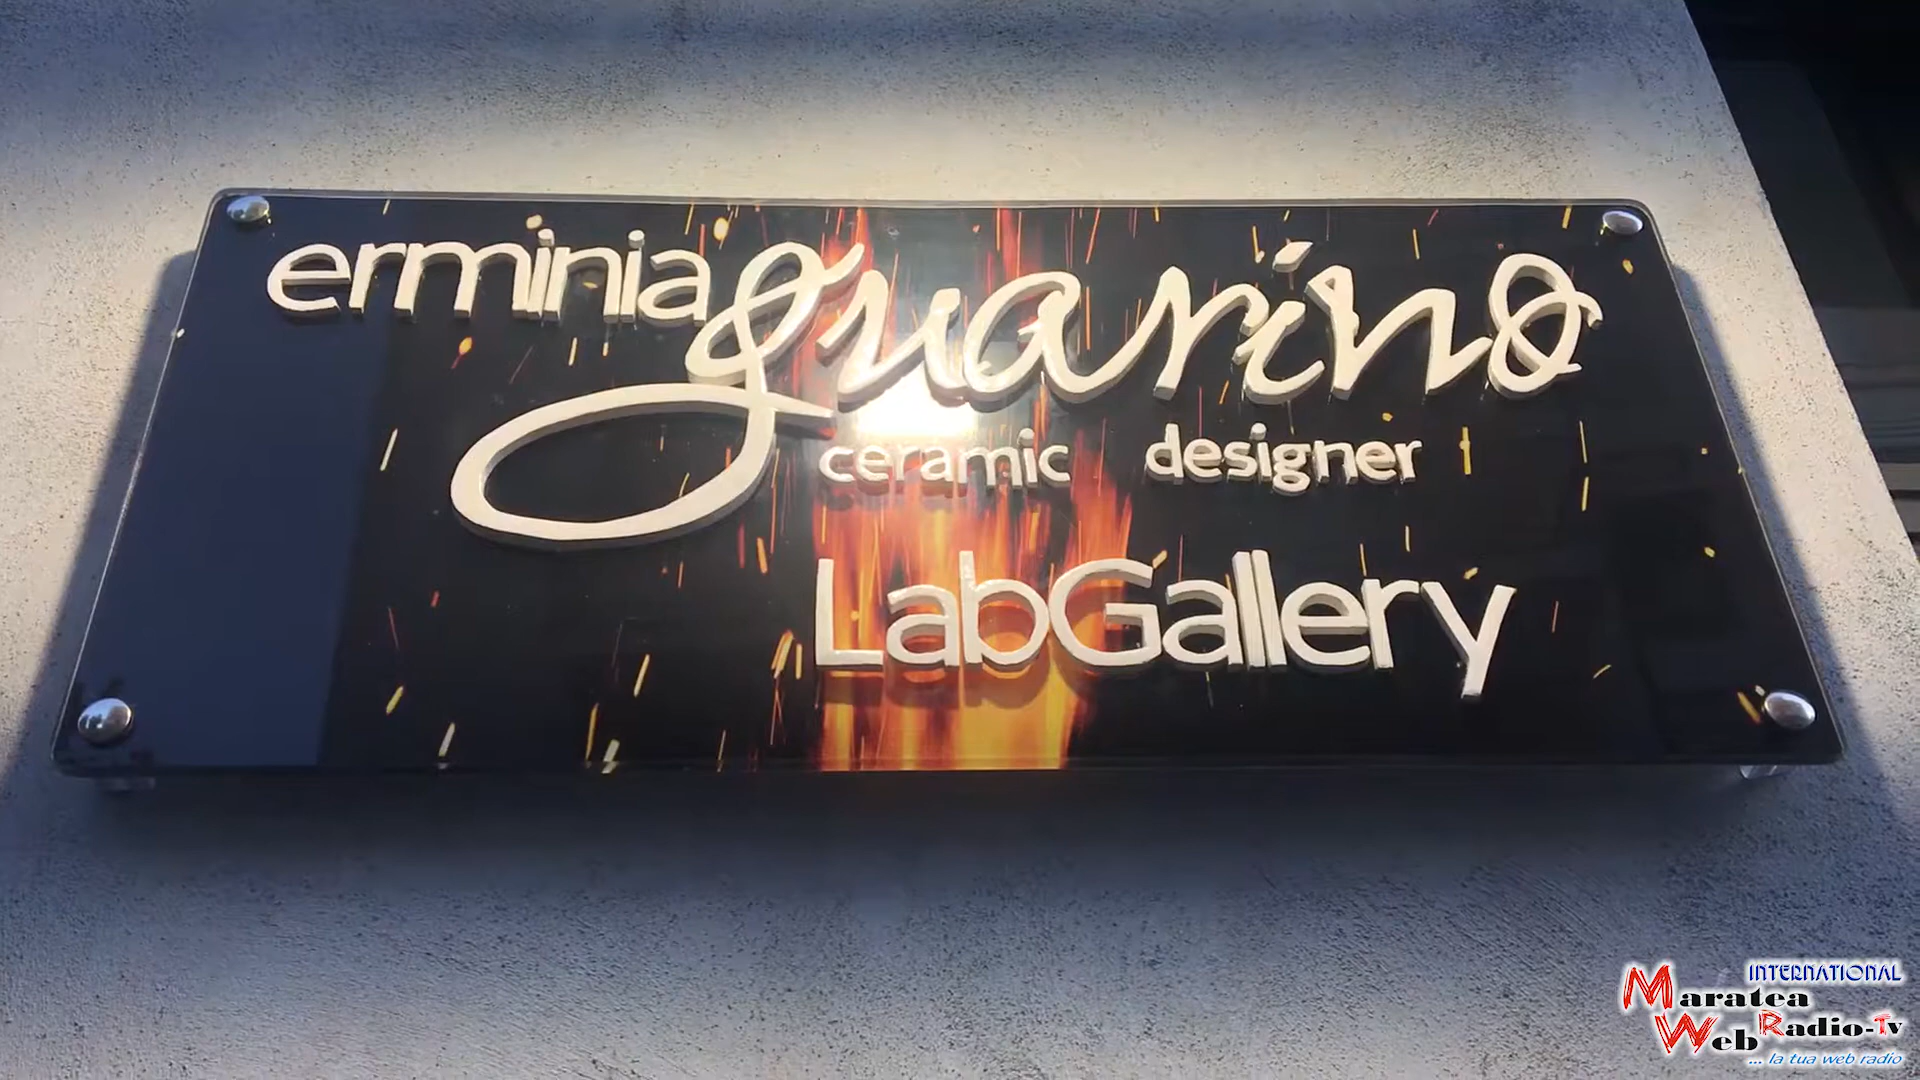 erminia guarino
ceramic designer
LabGallery
INTERNATIONAL
Maratea
Web Radio-Tv
... la tua web radio